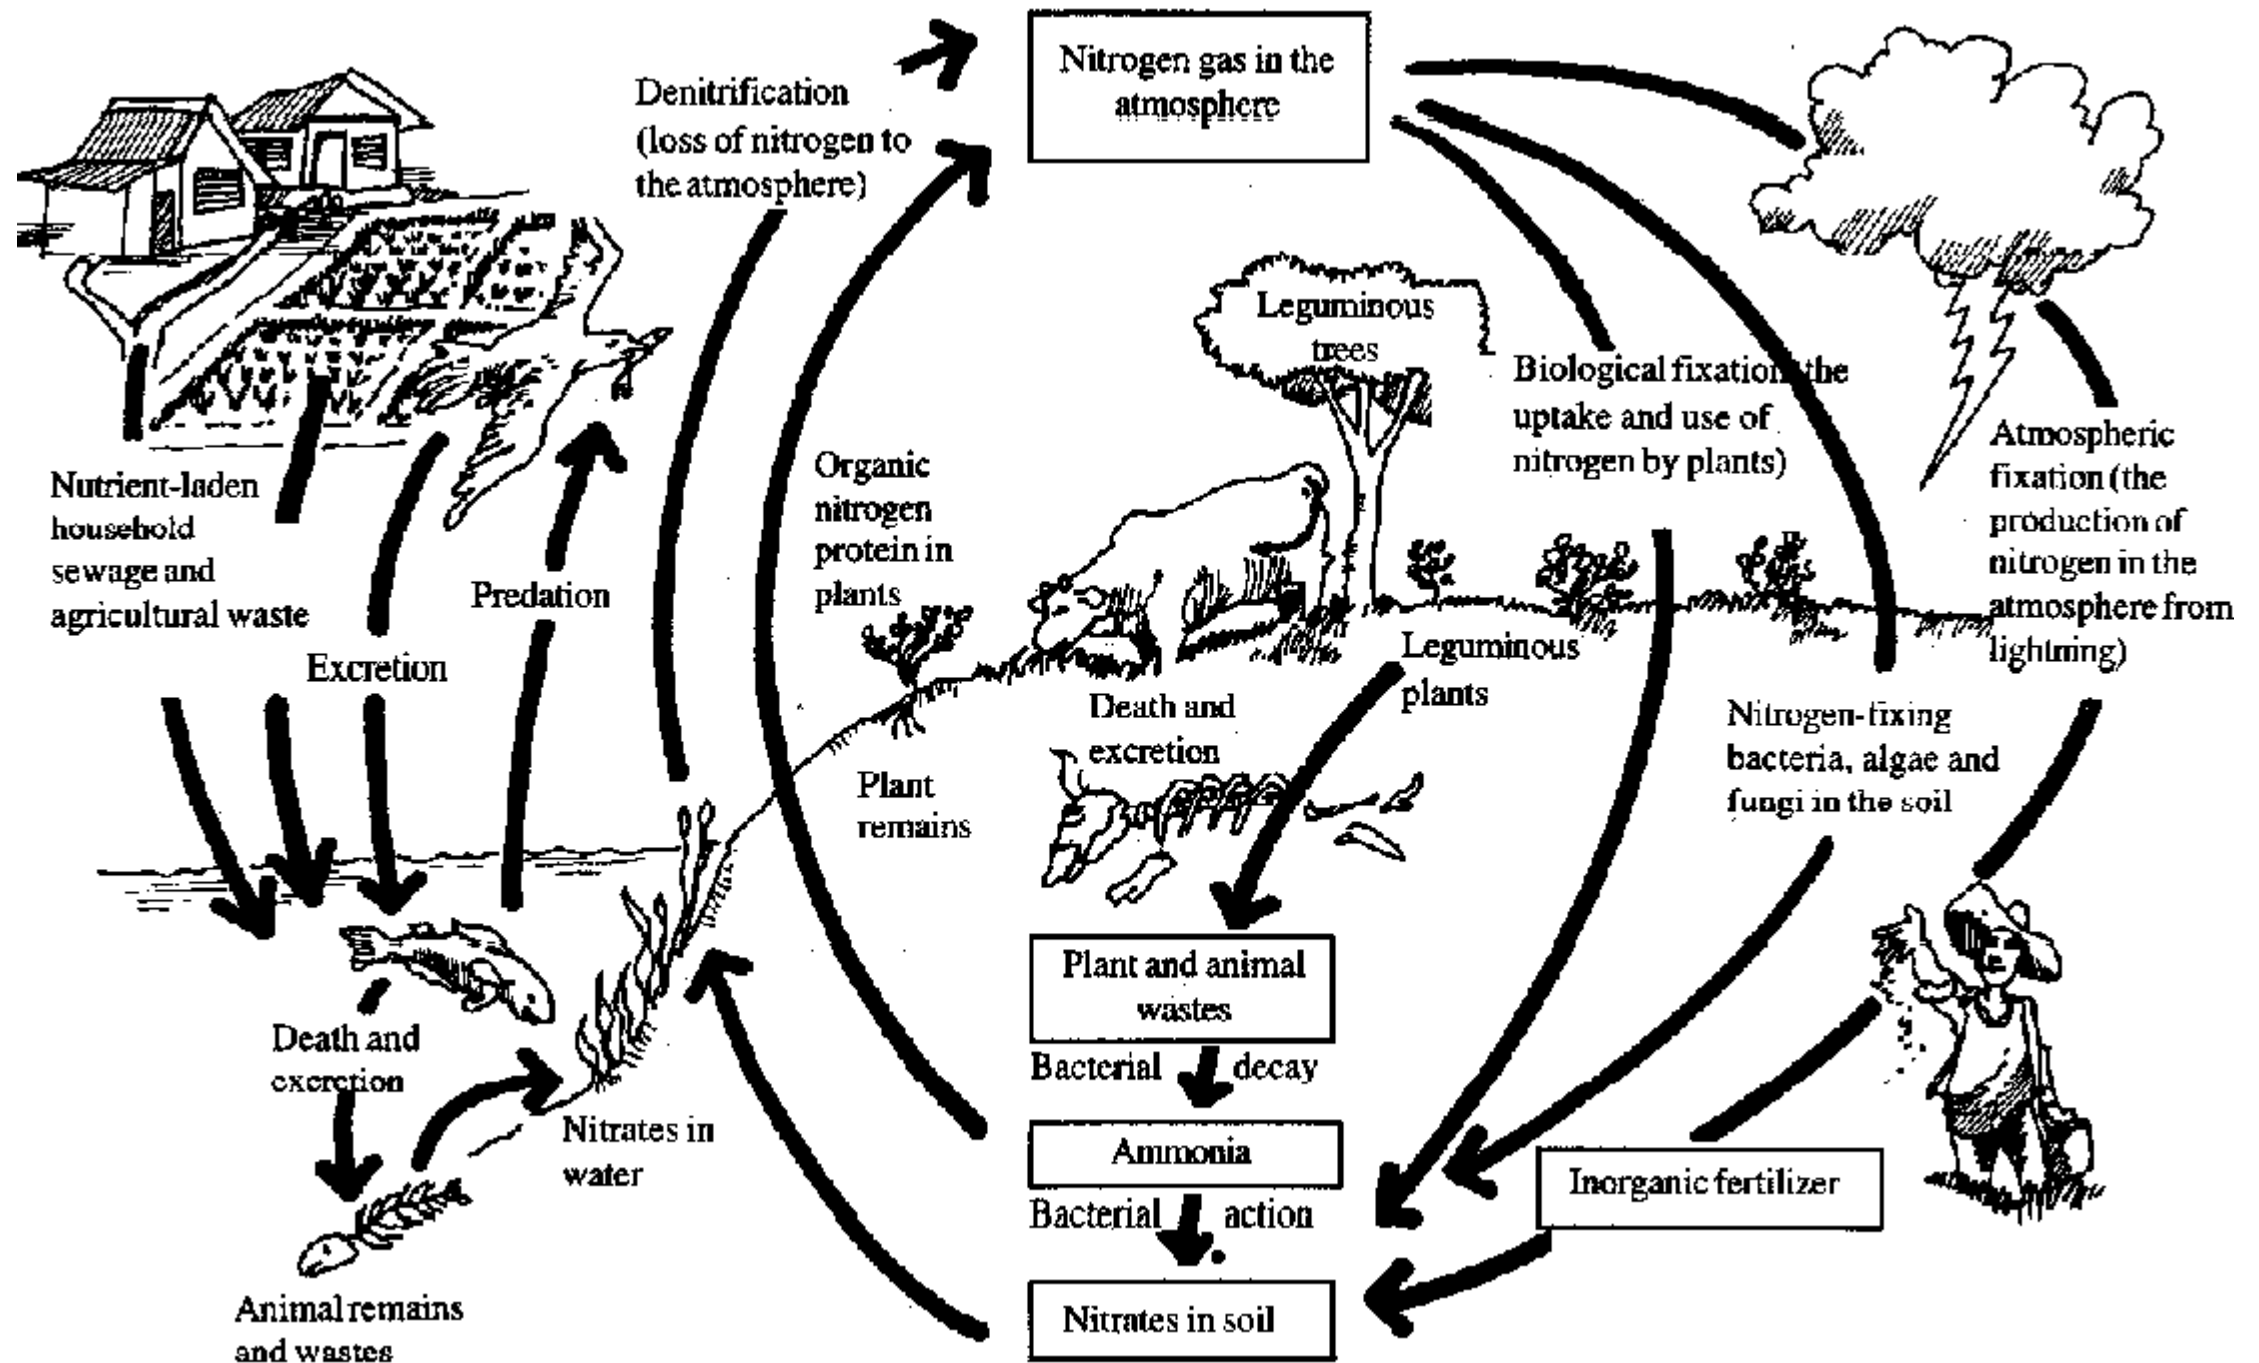 Nitrogen gas in the
atmosphere
Denitrification
(loss of nitrogen to
the atmosphere)
Leguminous
trees
Biological fixation, the
uptake and use of
nitrogen by plants)
Atmospheric
fixation (the
production of
nitrogen in the
atmosphere from
lightning)
Organic
nitrogen
protein in
plants
Nutrient-laden
household
sewage and
agricultural waste
Predation
Excretion
Leguminous
plants
Death and
excretion
Nitrogen-fixing
bacteria, algae and
fungi in the soil
Plant
remains
Plant and animal
wastes
Bacterial decay
Ammonia
Bacterial action
Nitrates in soil
Inorganic fertilizer
Death and
excretion
Nitrates in
water
Animal remains
and wastes